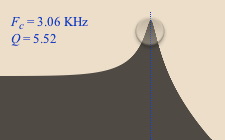 Fc = 3.06 KHz
Q = 5.52